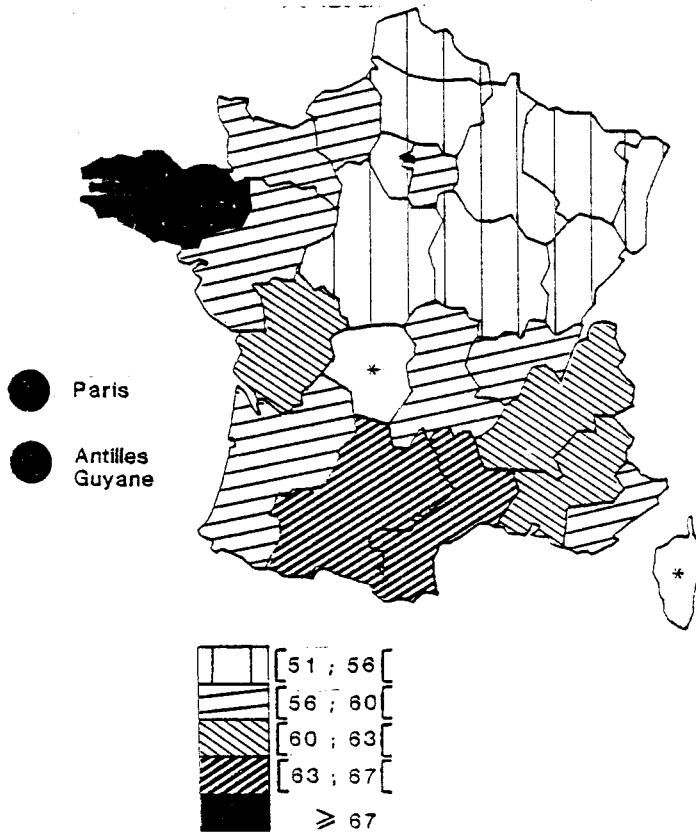 *
Paris
Antilles
Guyane
*
[51 ; 56[
[56 ; 60[
[60 ; 63[
[63 ; 67[
⩾ 67